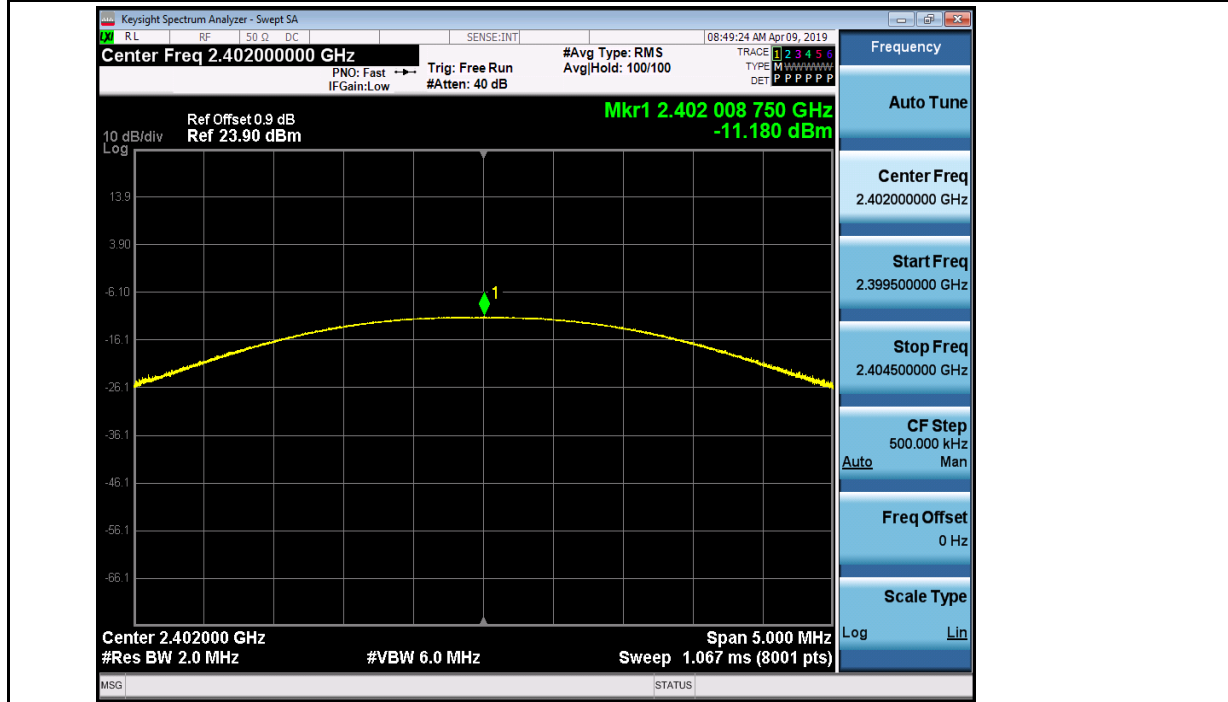 Keysight Spectrum Analyzer - Swept SA
LXI RL RF 50 Ω DC SENSE:INT 08:49:24 AM Apr 09, 2019
Center Freq 2.402000000 GHz
PNO: Fast
IFGain:Low
Trig: Free Run
#Atten: 40 dB
#Avg Type: RMS
Avg|Hold: 100/100
TRACE 1 2 3 4 5 6
TYPE M W W W W W
DET P P P P P P
Ref Offset 0.9 dB
10 dB/div Ref 23.90 dBm
Log
Mkr1 2.402 008 750 GHz
-11.180 dBm
13.9
3.90
-6.10
-16.1
-26.1
-36.1
-46.1
-56.1
-66.1
1
Center 2.402000 GHz Span 5.000 MHz
#Res BW 2.0 MHz #VBW 6.0 MHz Sweep 1.067 ms (8001 pts)
MSG STATUS
Frequency
Auto Tune
Center Freq
2.402000000 GHz
Start Freq
2.399500000 GHz
Stop Freq
2.404500000 GHz
CF Step
500.000 kHz
Auto Man
Freq Offset
0 Hz
Scale Type
Log Lin